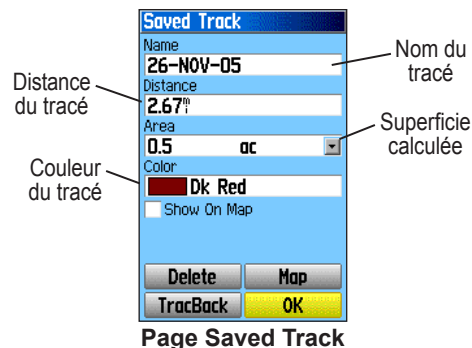 Saved Track
Name
26-NOV-05
Nom du
tracé
Distance
Distance
du tracé
2.67mi
Area
0.5 ac
Superficie
calculée
Color
Couleur
du tracé
Dk Red
Show On Map
Delete Map
TracBack OK
Page Saved Track